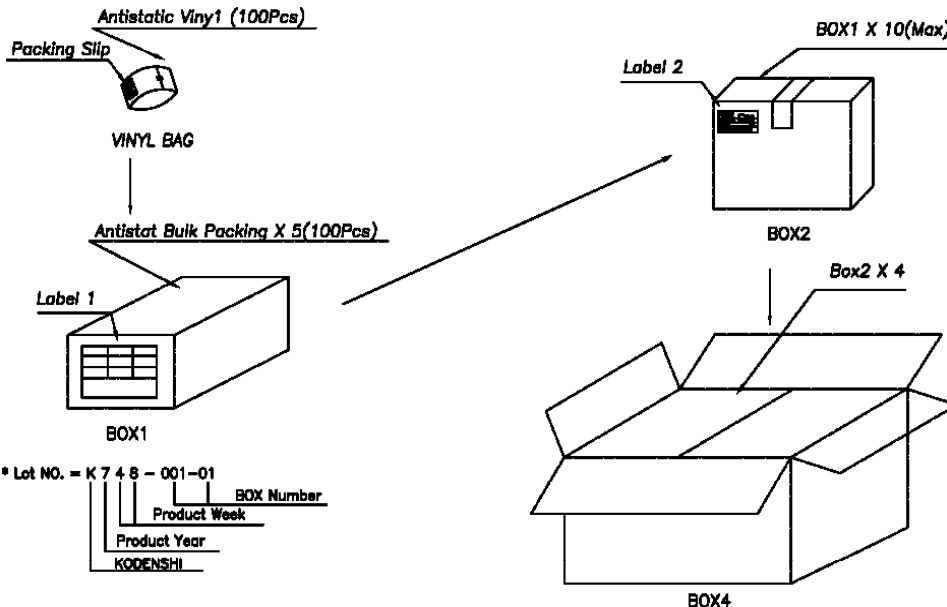 Antistatic Viny1 (100Pcs)
Packing Slip
VINYL BAG
Antistat Bulk Packing X 5(100Pcs)
Label 1
BOX1
* Lot NO. = K 7 4 8 - 001-01
BOX Number
Product Week
Product Year
KODENSHI
BOX1 X 10(Max)
Label 2
BOX2
Box2 X 4
BOX4